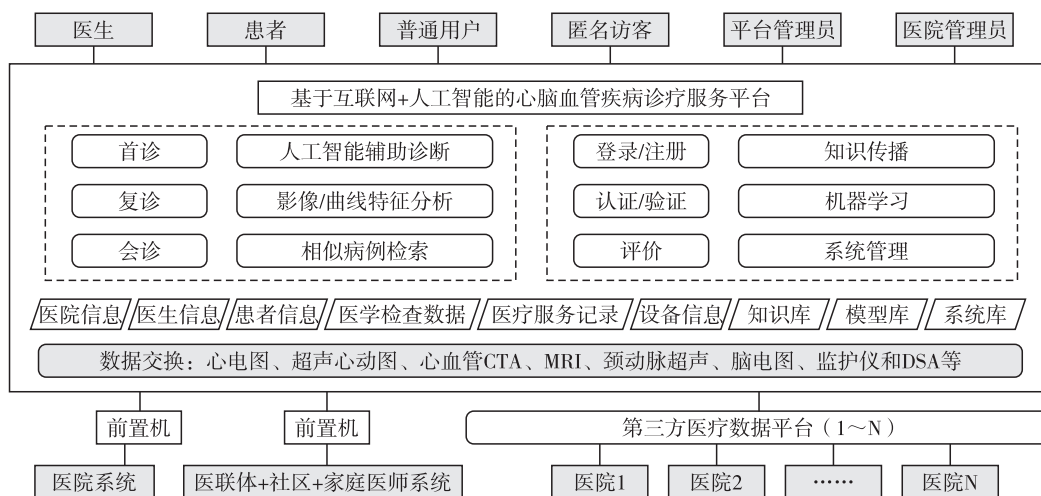 医生 患者 普通用户 匿名访客 平台管理员 医院管理员
基于互联网+人工智能的心脑血管疾病诊疗服务平台
首诊 人工智能辅助诊断 登录/注册 知识传播
复诊 影像/曲线特征分析 认证/验证 机器学习
会诊 相似病例检索 评价 系统管理
医院信息 医生信息 患者信息 医学检查数据 医疗服务记录 设备信息 知识库 模型库 系统库
数据交换：心电图、超声心动图、心血管CTA、MRI、颈动脉超声、脑电图、监护仪和DSA等
前置机 前置机 第三方医疗数据平台（1～N）
医院系统 医联体+社区+家庭医师系统 医院1 医院2 …… 医院N